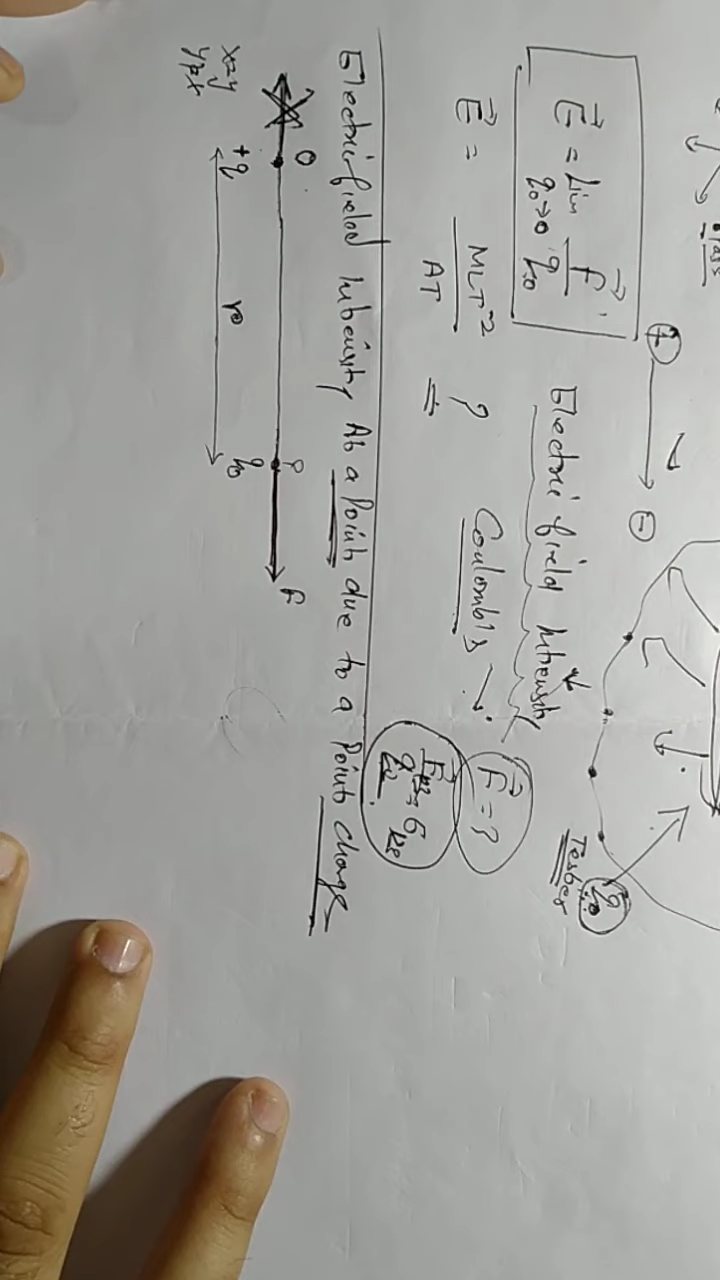 + → -
E⃗ = Lim F⃗
q₀→0 q₀
Electric field Intensity
q₀
Tester
E⃗ = MLT⁻²
AT
?
Coulomb's →
F⃗ = ?
Electric field Intensity At a Point due to a Point charge
O P F
+q q₀
r